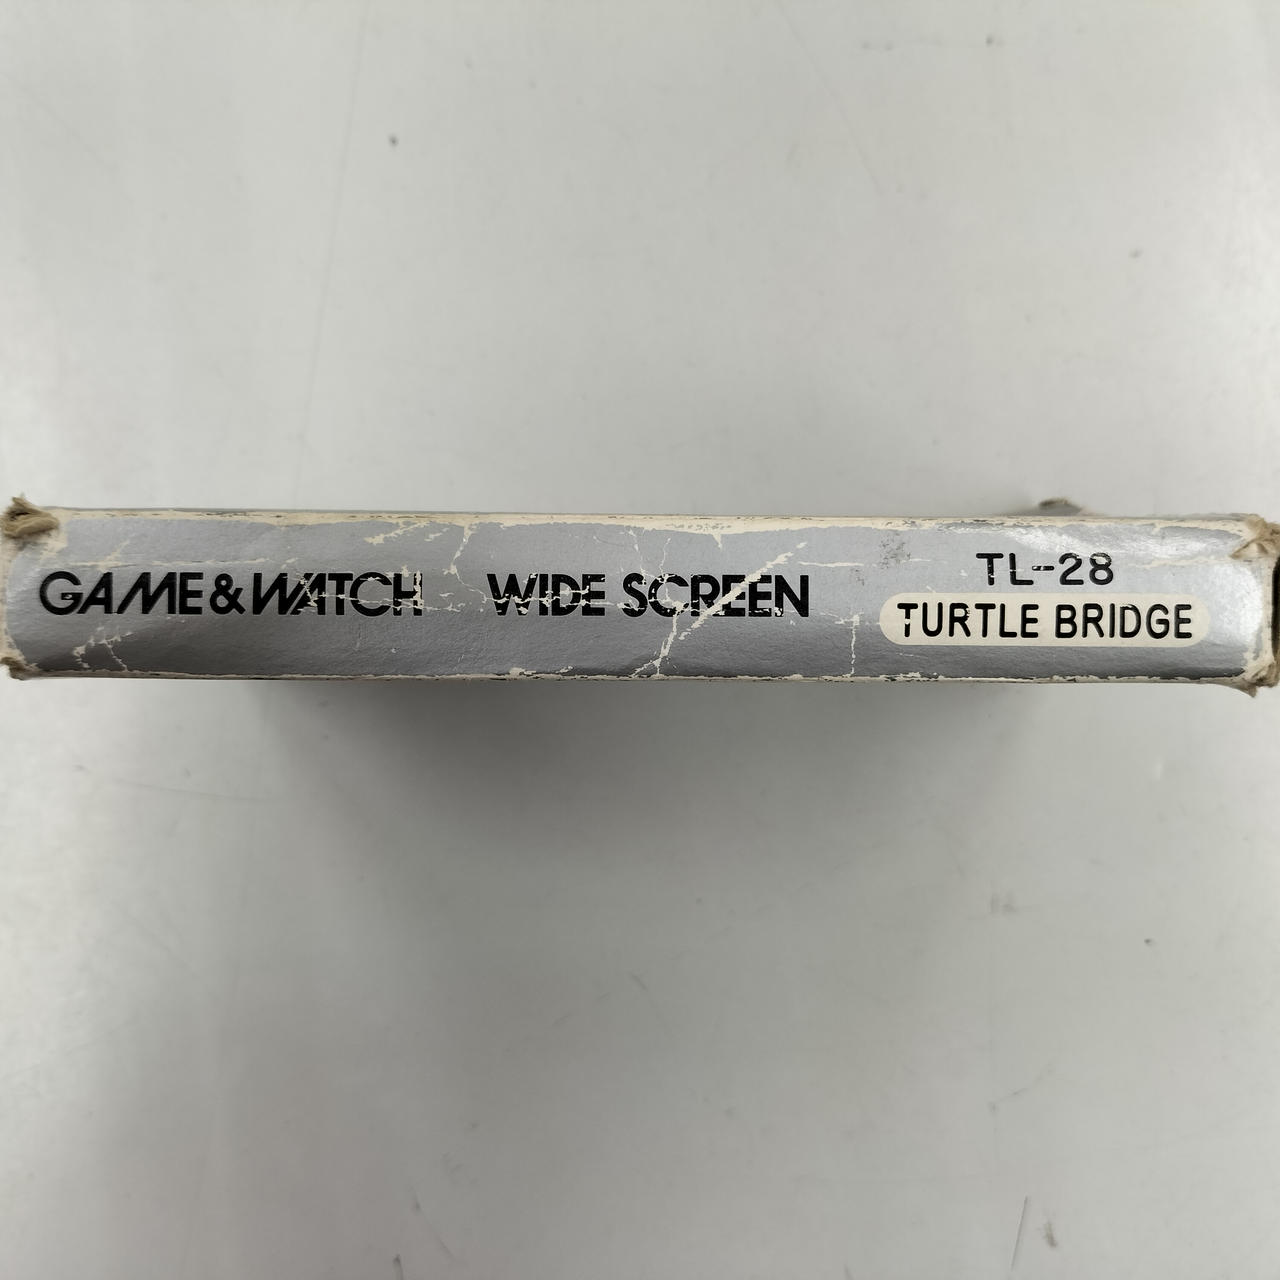 GAME&WATCH WIDE SCREEN
TL-28
TURTLE BRIDGE